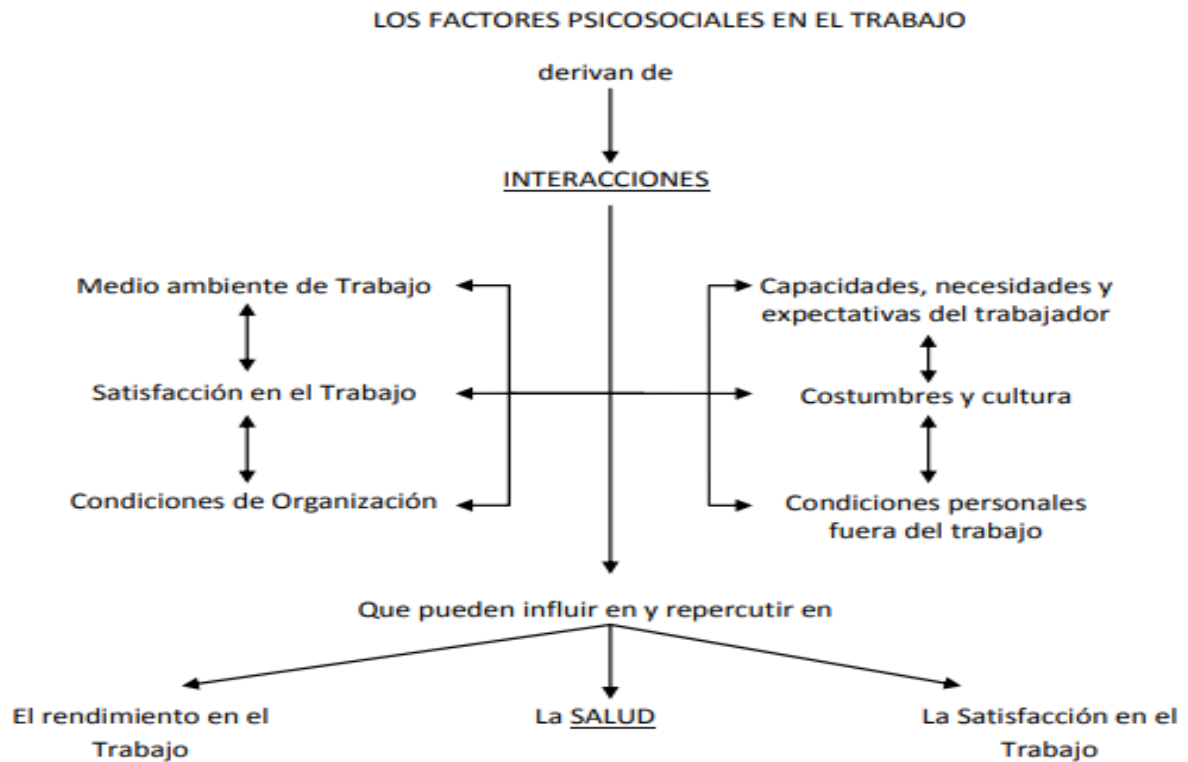 LOS FACTORES PSICOSOCIALES EN EL TRABAJO
derivan de
INTERACCIONES
Medio ambiente de Trabajo
Satisfacción en el Trabajo
Condiciones de Organización
Capacidades, necesidades y
expectativas del trabajador
Costumbres y cultura
Condiciones personales
fuera del trabajo
Que pueden influir en y repercutir en
El rendimiento en el
Trabajo
La SALUD
La Satisfacción en el
Trabajo